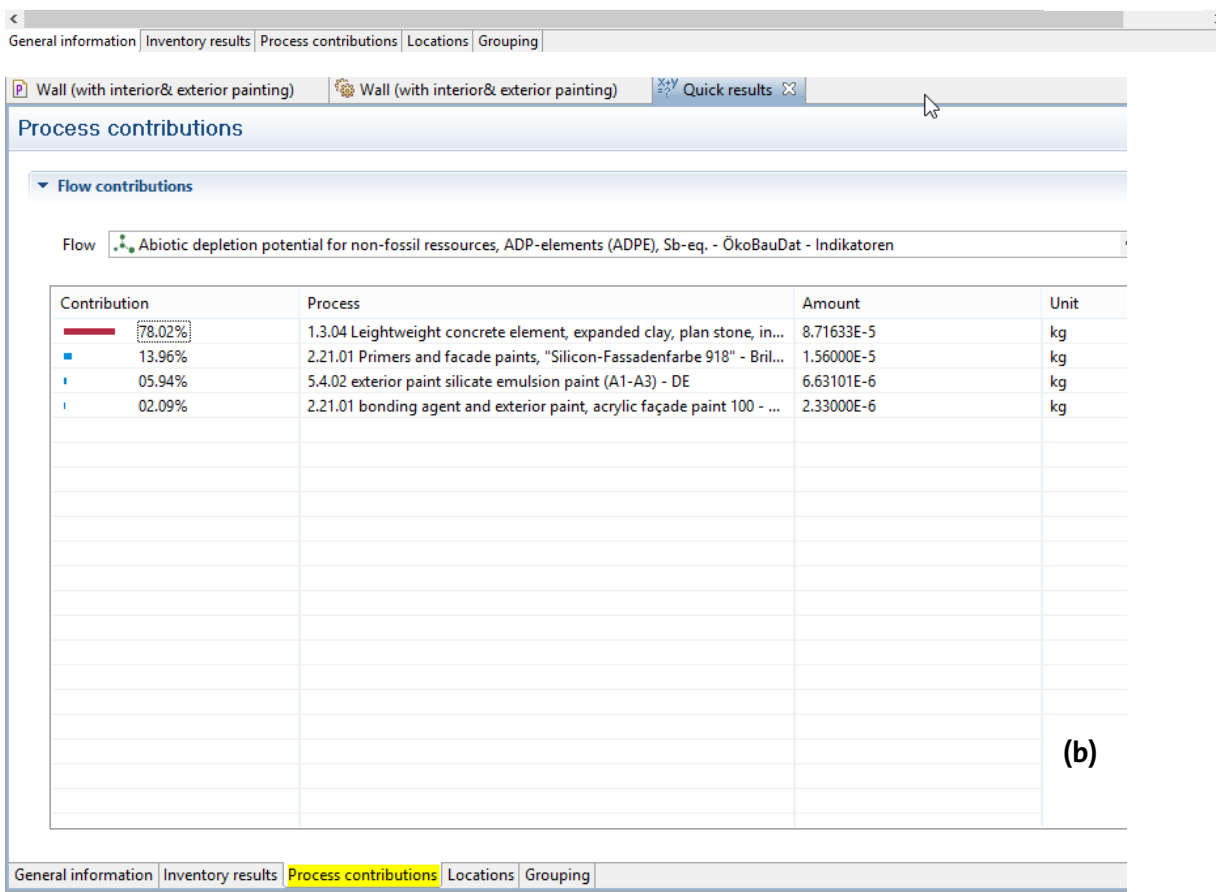 General information Inventory results Process contributions Locations Grouping
P Wall (with interior& exterior painting) Wall (with interior& exterior painting) X+Y =? Quick results
Process contributions
Flow contributions
Flow Abiotic depletion potential for non-fossil ressources, ADP-elements (ADPE), Sb-eq. - ÖkoBauDat - Indikatoren
Contribution Process Amount Unit
78.02% 1.3.04 Leightweight concrete element, expanded clay, plan stone, in... 8.71633E-5 kg
13.96% 2.21.01 Primers and facade paints, "Silicon-Fassadenfarbe 918" - Bril... 1.56000E-5 kg
05.94% 5.4.02 exterior paint silicate emulsion paint (A1-A3) - DE 6.63101E-6 kg
02.09% 2.21.01 bonding agent and exterior paint, acrylic façade paint 100 - ... 2.33000E-6 kg
(b)
General information Inventory results Process contributions Locations Grouping